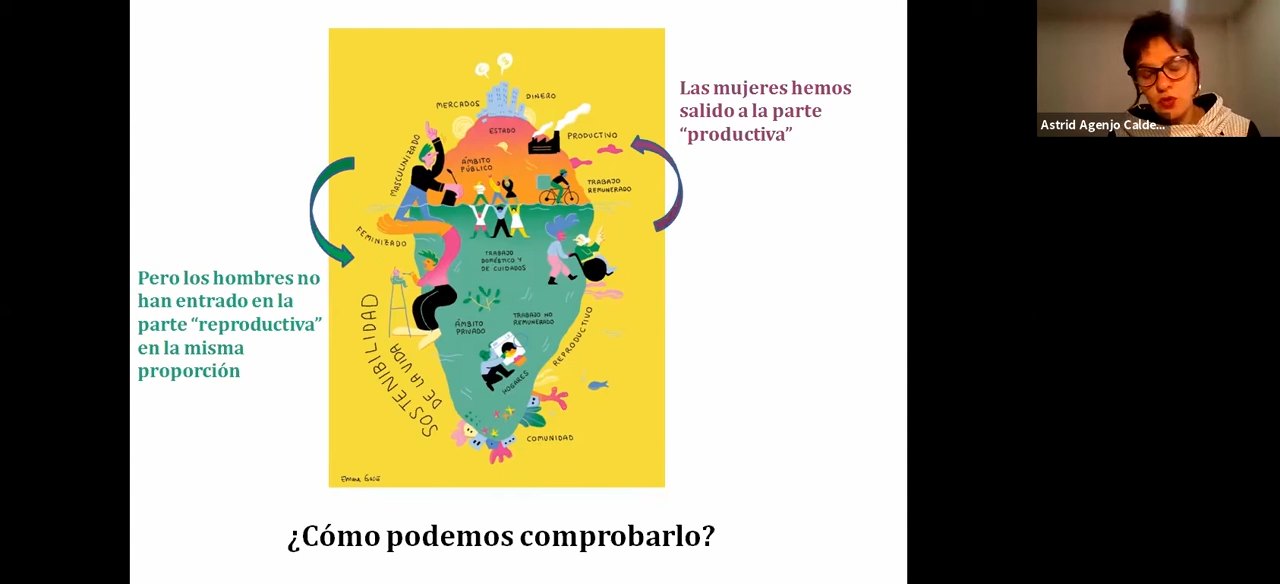 Las mujeres hemos
salido a la parte
“productiva”
Pero los hombres no
han entrado en la
parte “reproductiva”
en la misma
proporción
€
$
MERCADOS
DINERO
ESTADO
PRODUCTIVO
MASCULINIZADO
ÁMBITO
PÚBLICO
TRABAJO
REMUNERADO
FEMINIZADO
TRABAJO
DOMÉSTICO Y
DE CUIDADOS
SOSTENIBILIDAD
DE LA VIDA
ÁMBITO
PRIVADO
TRABAJO NO
REMUNERADO
REPRODUCTIVO
HOGARES
COMUNIDAD
¿Cómo podemos comprobarlo?
Astrid Agenjo Calde...